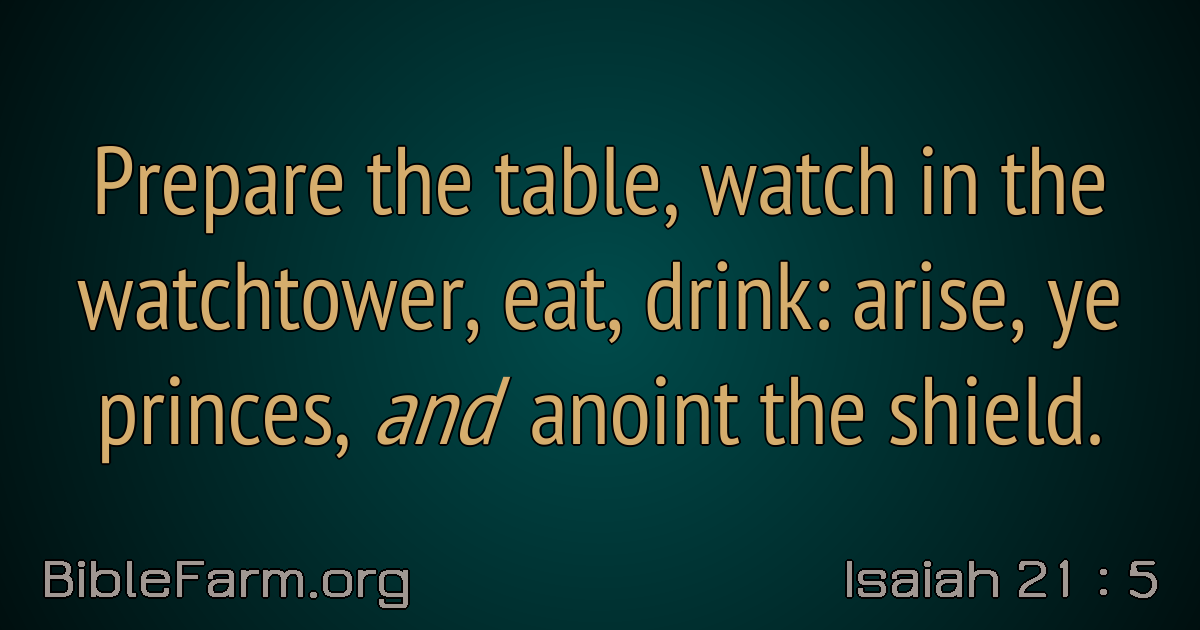 Prepare the table, watch in the
watchtower, eat, drink: arise, ye
princes, and anoint the shield.
BibleFarm.org
Isaiah 21 : 5